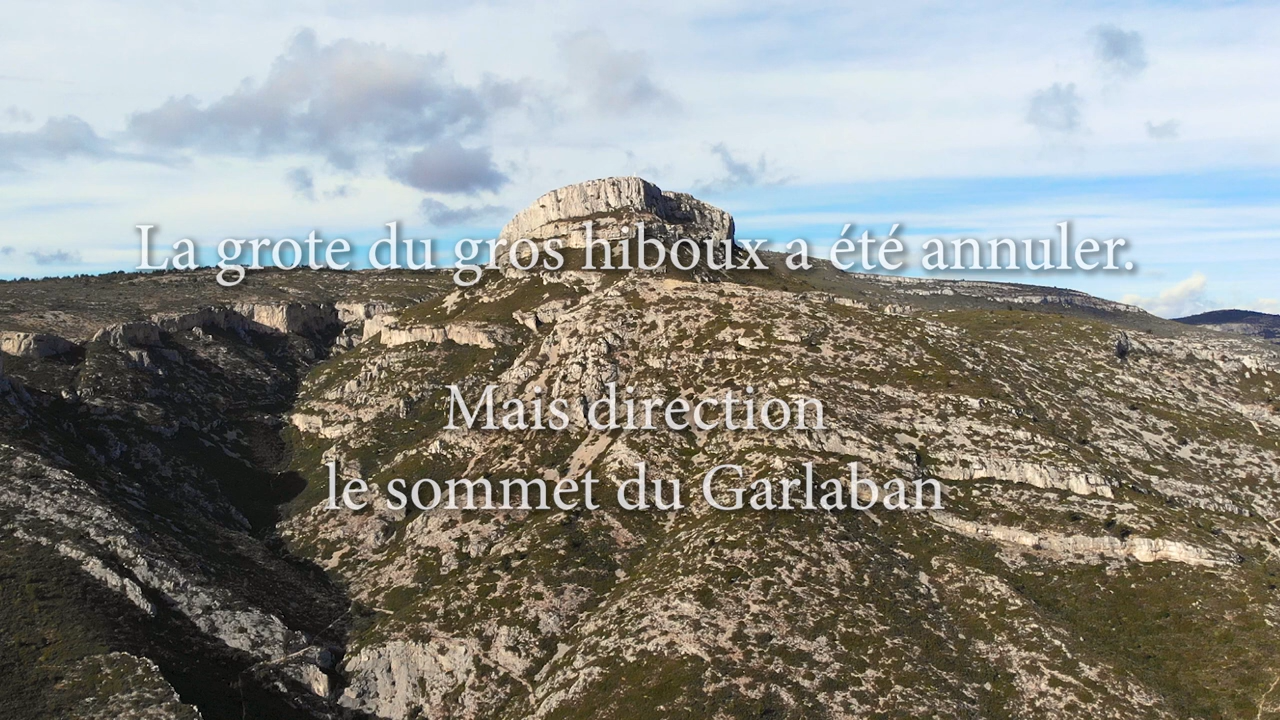 La grote du gros hiboux a été annuler.
Mais direction
le sommet du Garlaban